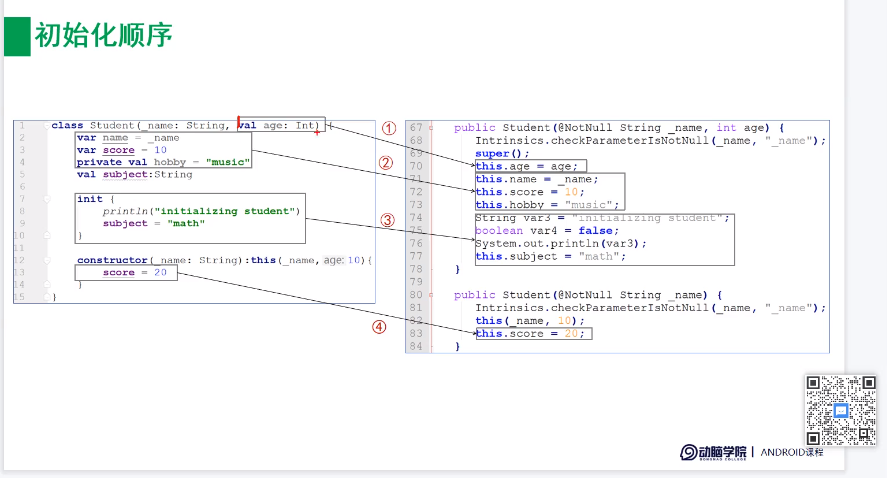 初始化顺序
1 class Student(_name: String, val age: Int) {
2 var name = _name
3 var score = 10
4 private val hobby = "music"
5 val subject:String
6
7 init {
8 println("initializing student")
9 subject = "math"
10 }
11
12 constructor(_name: String):this(_name, age: 10){
13 score = 20
14 }
15 }
①
②
③
④
67 public Student(@NotNull String _name, int age) {
68 Intrinsics.checkParameterIsNotNull(_name, "_name");
69 super();
70 this.age = age;
71 this.name = _name;
72 this.score = 10;
73 this.hobby = "music";
74 String var3 = "initializing student";
75 boolean var4 = false;
76 System.out.println(var3);
77 this.subject = "math";
78 }
79
80 public Student(@NotNull String _name) {
81 Intrinsics.checkParameterIsNotNull(_name, "_name");
82 this(_name, 10);
83 this.score = 20;
84 }
动脑学院 | ANDROID课程
DONGNAO COLLEGE